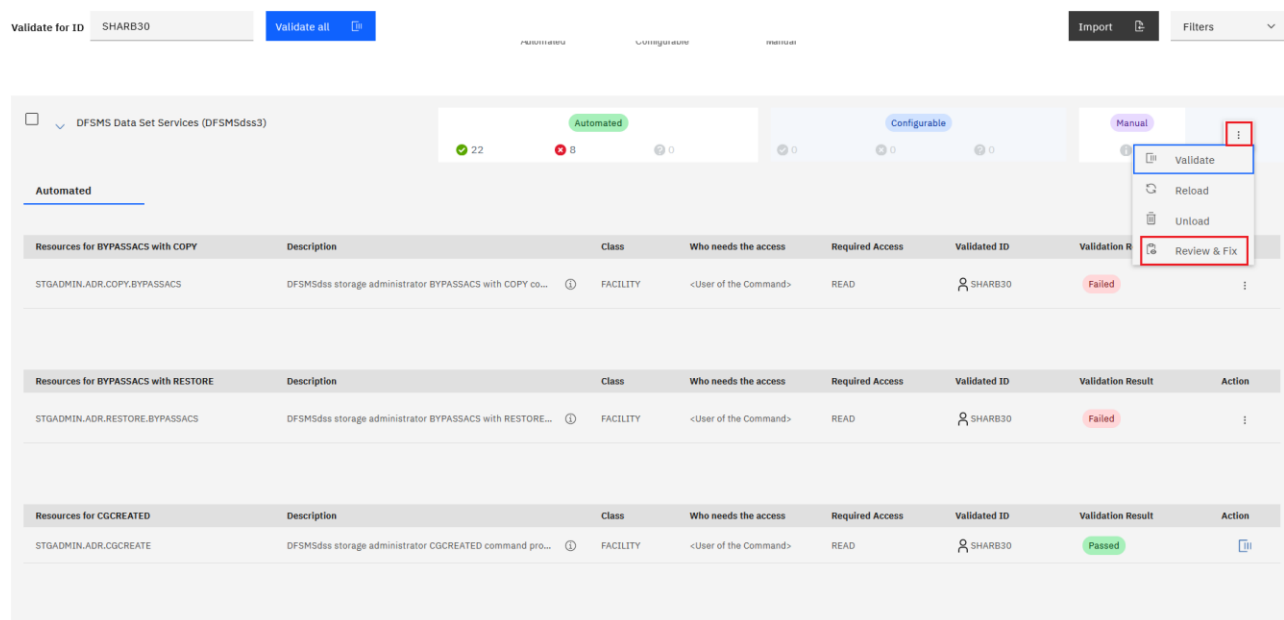 Validate for ID SHARB30 Validate all Import Filters
Automated Configurable Manual
DFSMS Data Set Services (DFSMSdss3) Automated Configurable Manual
22 8 0 0 0 0
Validate
Reload
Unload
Review & Fix
Automated
Resources for BYPASSACS with COPY Description Class Who needs the access Required Access Validated ID Validation R
STGADMIN.ADR.COPY.BYPASSACS DFSMSdss storage administrator BYPASSACS with COPY co... FACILITY <User of the Command> READ SHARB30 Failed
Resources for BYPASSACS with RESTORE Description Class Who needs the access Required Access Validated ID Validation Result Action
STGADMIN.ADR.RESTORE.BYPASSACS DFSMSdss storage administrator BYPASSACS with RESTORE... FACILITY <User of the Command> READ SHARB30 Failed
Resources for CGCREATED Description Class Who needs the access Required Access Validated ID Validation Result Action
STGADMIN.ADR.CGCREATE DFSMSdss storage administrator CGCREATED command pro... FACILITY <User of the Command> READ SHARB30 Passed